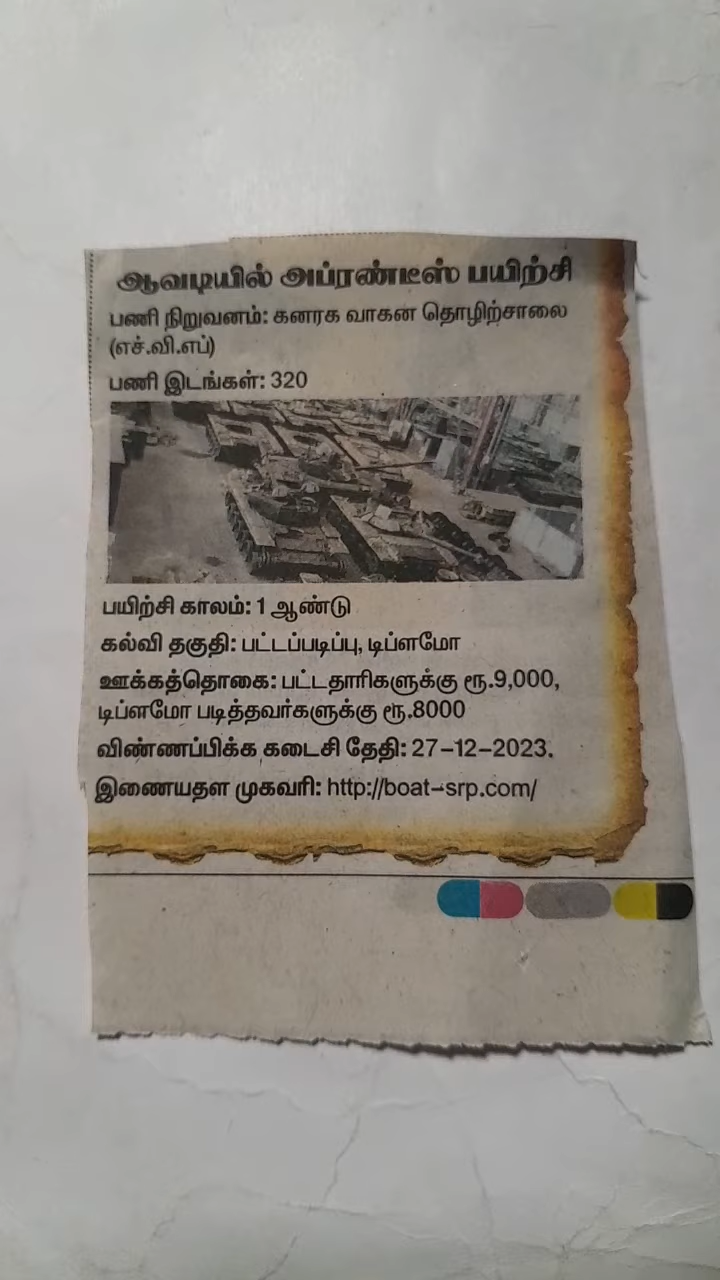 ஆவடியில் அப்ரண்டீஸ் பயிற்சி
பணி நிறுவனம்: கனரக வாகன தொழிற்சாலை
(எச்.வி.எப்)
பணி இடங்கள்: 320
பயிற்சி காலம்: 1 ஆண்டு
கல்வி தகுதி: பட்டப்படிப்பு, டிப்ளமோ
ஊக்கத்தொகை: பட்டதாரிகளுக்கு ரூ.9,000,
டிப்ளமோ படித்தவர்களுக்கு ரூ.8000
விண்ணப்பிக்க கடைசி தேதி: 27-12-2023.
இணையதள முகவரி: http://boat-srp.com/